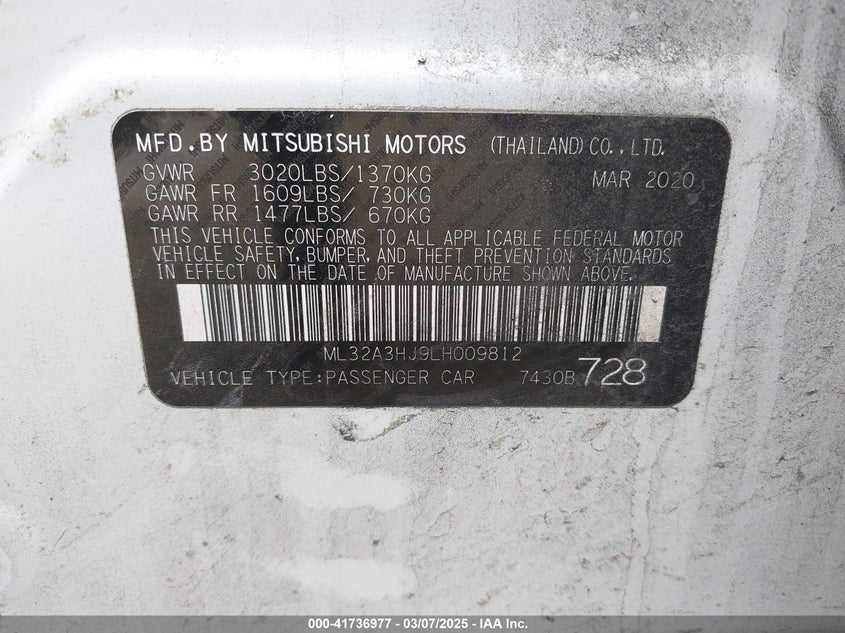 MFD.BY MITSUBISHI MOTORS (THAILAND)CO.,LTD.
GVWR 3020LBS/1370KG MAR 2020
GAWR FR 1609LBS/ 730KG
GAWR RR 1477LBS/ 670KG
THIS VEHICLE CONFORMS TO ALL APPLICABLE FEDERAL MOTOR
VEHICLE SAFETY, BUMPER, AND THEFT PREVENTION STANDARDS
IN EFFECT ON THE DATE OF MANUFACTURE SHOWN ABOVE.
ML32A3HJ9LH009812
VEHICLE TYPE:PASSENGER CAR 7430B 728
000-41736977 — 03/07/2025 — IAA Inc.